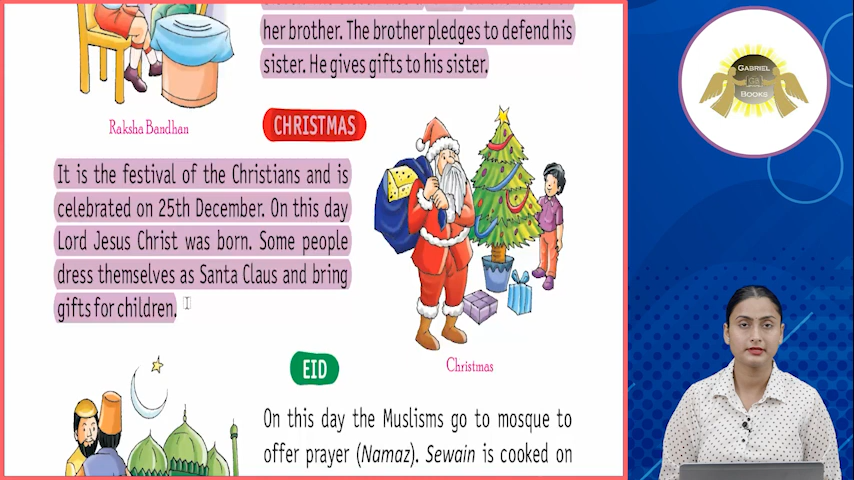 her brother. The brother pledges to defend his
sister. He gives gifts to his sister.
Raksha Bandhan
CHRISTMAS
It is the festival of the Christians and is
celebrated on 25th December. On this day
Lord Jesus Christ was born. Some people
dress themselves as Santa Claus and bring
gifts for children.
Christmas
EID
On this day the Muslisms go to mosque to
offer prayer (Namaz). Sewain is cooked on
GABRIEL
BOOKS